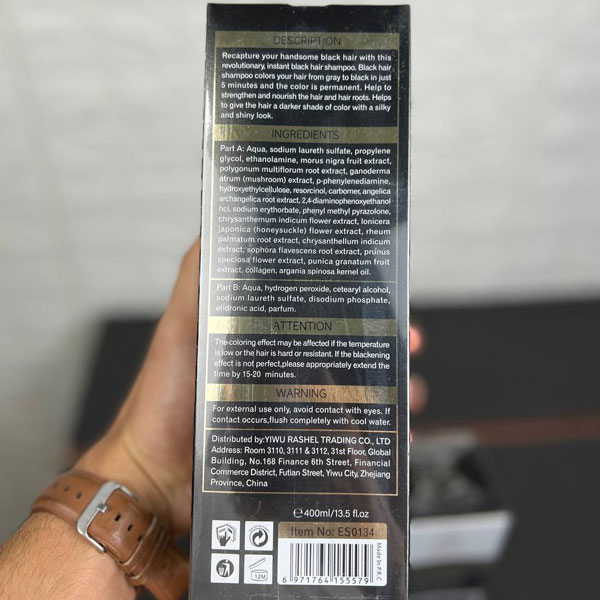 DESCRIPTION
Recapture your handsome black hair with this
revolutionary, instant black hair shampoo. Black hair
shampoo colors your hair from gray to black in just
5 minutes and the color is permanent. Help to
strengthen and nourish the hair and hair roots. Helps
to give the hair a darker shade of color with a silky
and shiny look.
INGREDIENTS
Part A: Aqua, sodium laureth sulfate, propylene
glycol, ethanolamine, morus nigra fruit extract,
polygonum multiflorum root extract, ganoderma
atrum (mushroom) extract, p-phenylenediamine,
hydroxyethylcellulose, resorcinol, carbomer, angelica
archangelica root extract, 2,4-diaminophenoxyethanol
hcl, sodium erythorbate, phenyl methyl pyrazolone,
chrysanthemum indicum flower extract, lonicera
japonica (honeysuckle) flower extract, rheum
palmatum root extract, chrysanthellum indicum
extract, sophora flavescens root extract, prunus
speciosa flower extract, punica granatum fruit
extract, collagen, argania spinosa kernel oil.
Part B: Aqua, hydrogen peroxide, cetearyl alcohol,
sodium laureth sulfate, disodium phosphate,
etidronic acid, parfum.
ATTENTION
The coloring effect may be affected if the temperature
is low or the hair is hard or resistant. If the blackening
effect is not perfect,please appropriately extend the
time by 15-20 minutes.
WARNING
For external use only, avoid contact with eyes. If
contact occurs,flush completely with cool water.
Distributed by:YIWU RASHEL TRADING CO., LTD
Address: Room 3110, 3111 & 3112, 31st Floor, Global
Building, No.168 Finance 6th Street, Financial
Commerce District, Futian Street, Yiwu City, Zhejiang
Province, China
℮400ml/13.5 fl.oz
Item No: ES0134
12M
6 971764 155579
Made in P.R.C